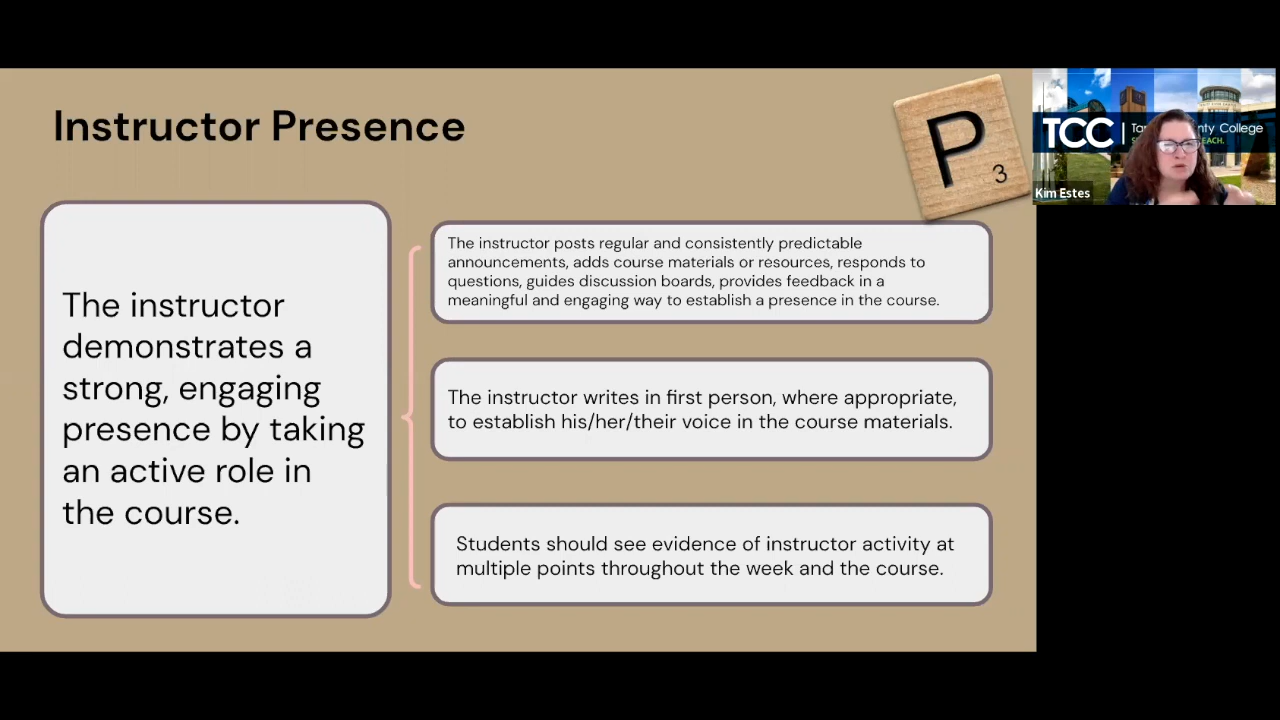 Instructor Presence
P
3
TCC
nty College
EACH.
Kim Estes
The instructor
demonstrates a
strong, engaging
presence by taking
an active role in
the course.
The instructor posts regular and consistently predictable
announcements, adds course materials or resources, responds to
questions, guides discussion boards, provides feedback in a
meaningful and engaging way to establish a presence in the course.
The instructor writes in first person, where appropriate,
to establish his/her/their voice in the course materials.
Students should see evidence of instructor activity at
multiple points throughout the week and the course.